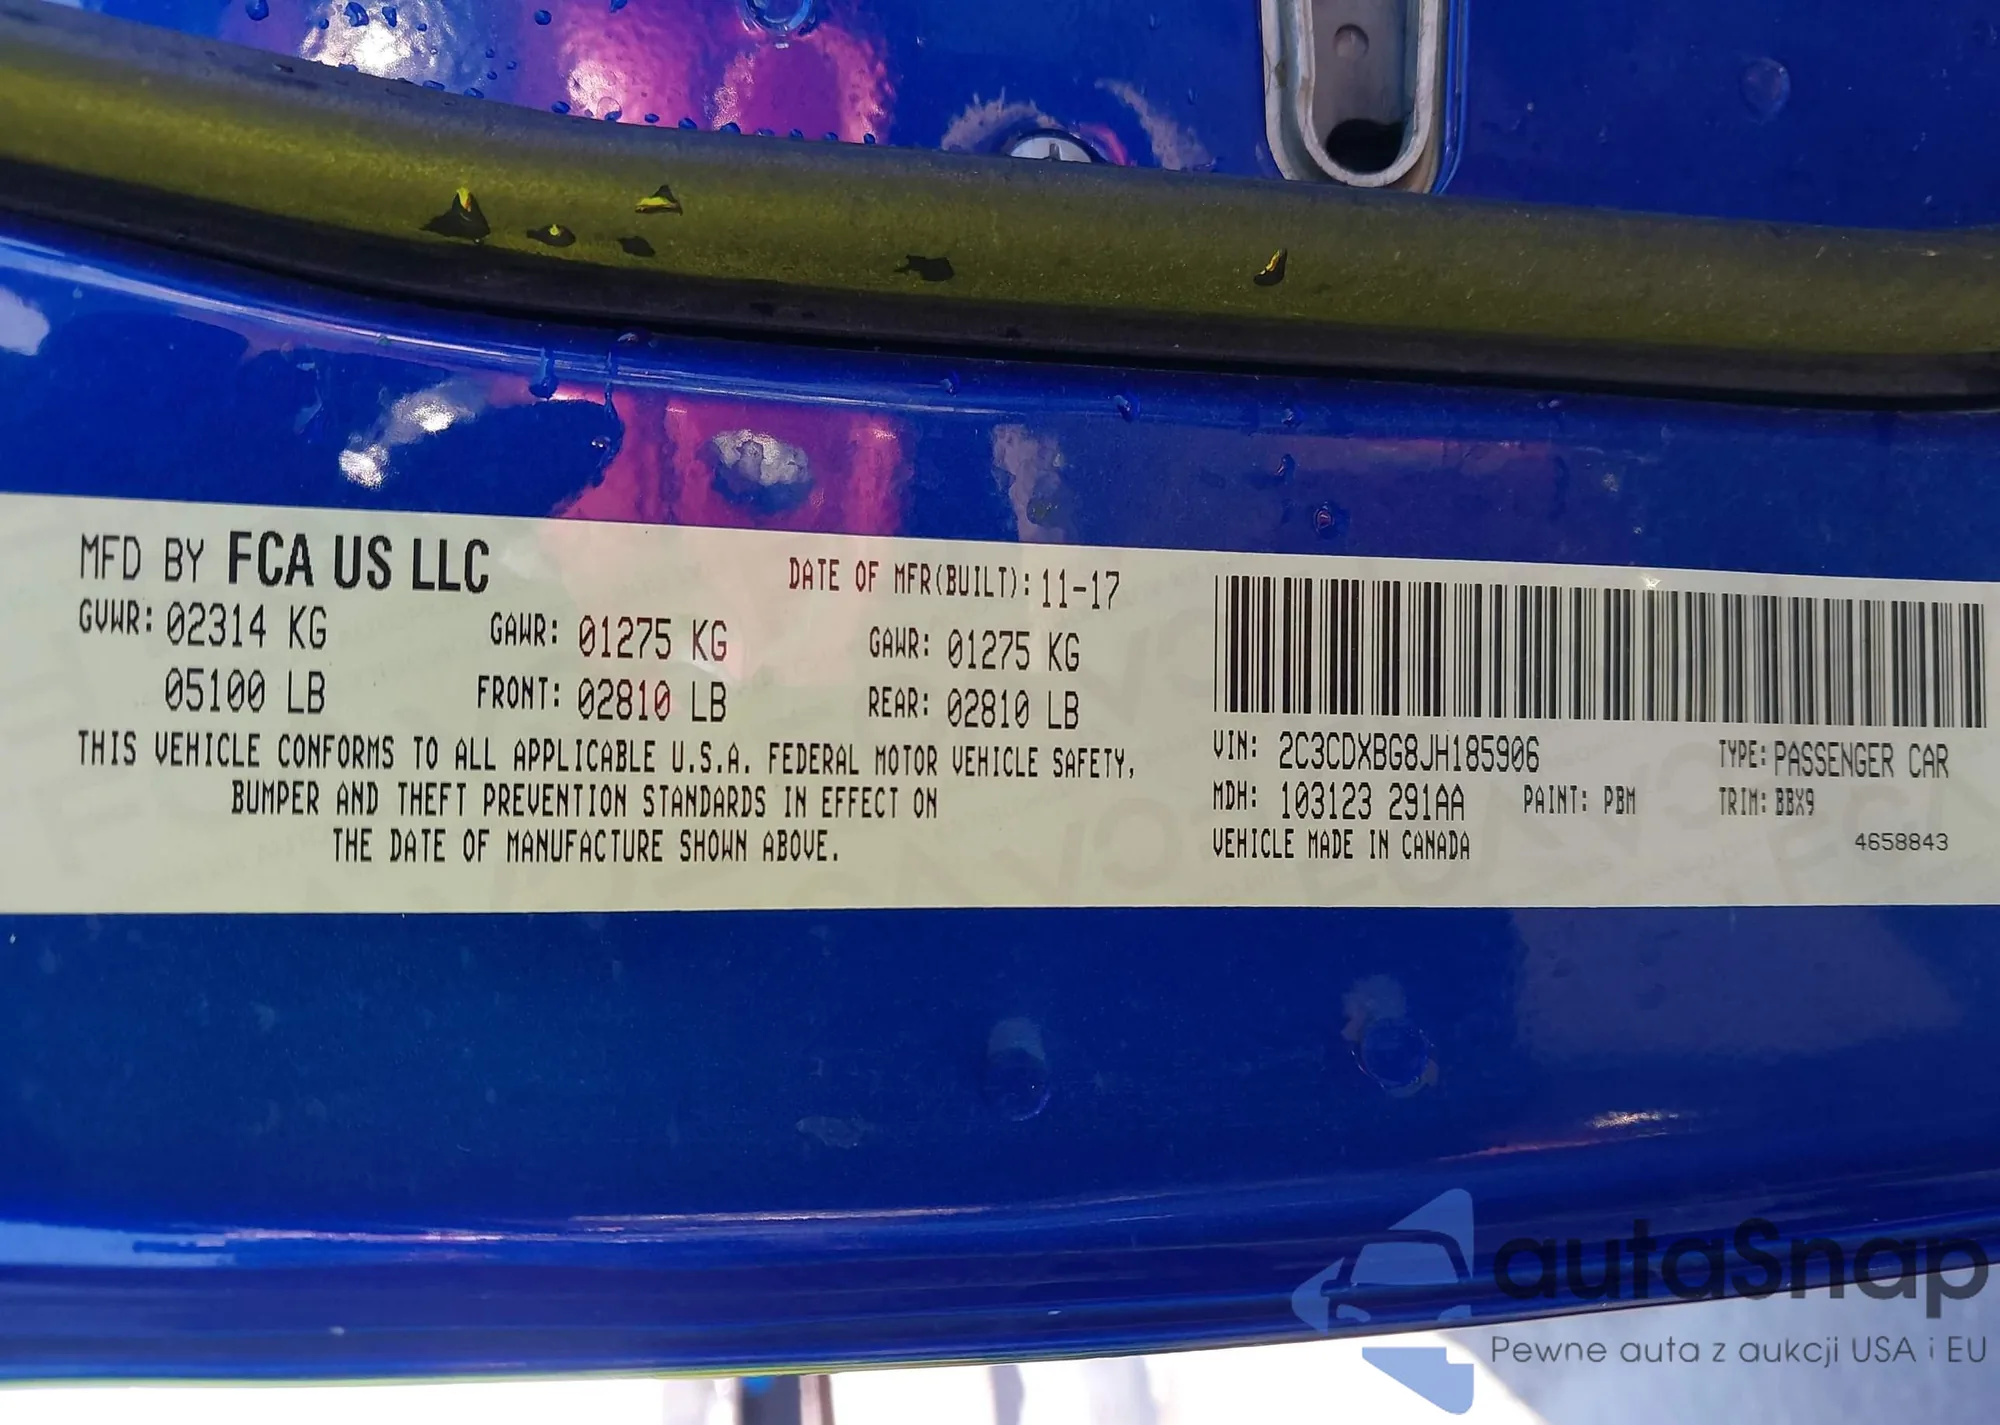 MFD BY FCA US LLC
DATE OF MFR(BUILT): 11-17
GVWR: 02314 KG
GAWR: 01275 KG
GAWR: 01275 KG
05100 LB
FRONT: 02810 LB
REAR: 02810 LB
THIS VEHICLE CONFORMS TO ALL APPLICABLE U.S.A. FEDERAL MOTOR VEHICLE SAFETY,
BUMPER AND THEFT PREVENTION STANDARDS IN EFFECT ON
THE DATE OF MANUFACTURE SHOWN ABOVE.
VIN: 2C3CDXBG8JH185906
TYPE: PASSENGER CAR
MDH: 103123 291AA
PAINT: PBM
TRIM: BBX9
VEHICLE MADE IN CANADA
4658843
autaSnap
Pewne auta z aukcji USA i EU